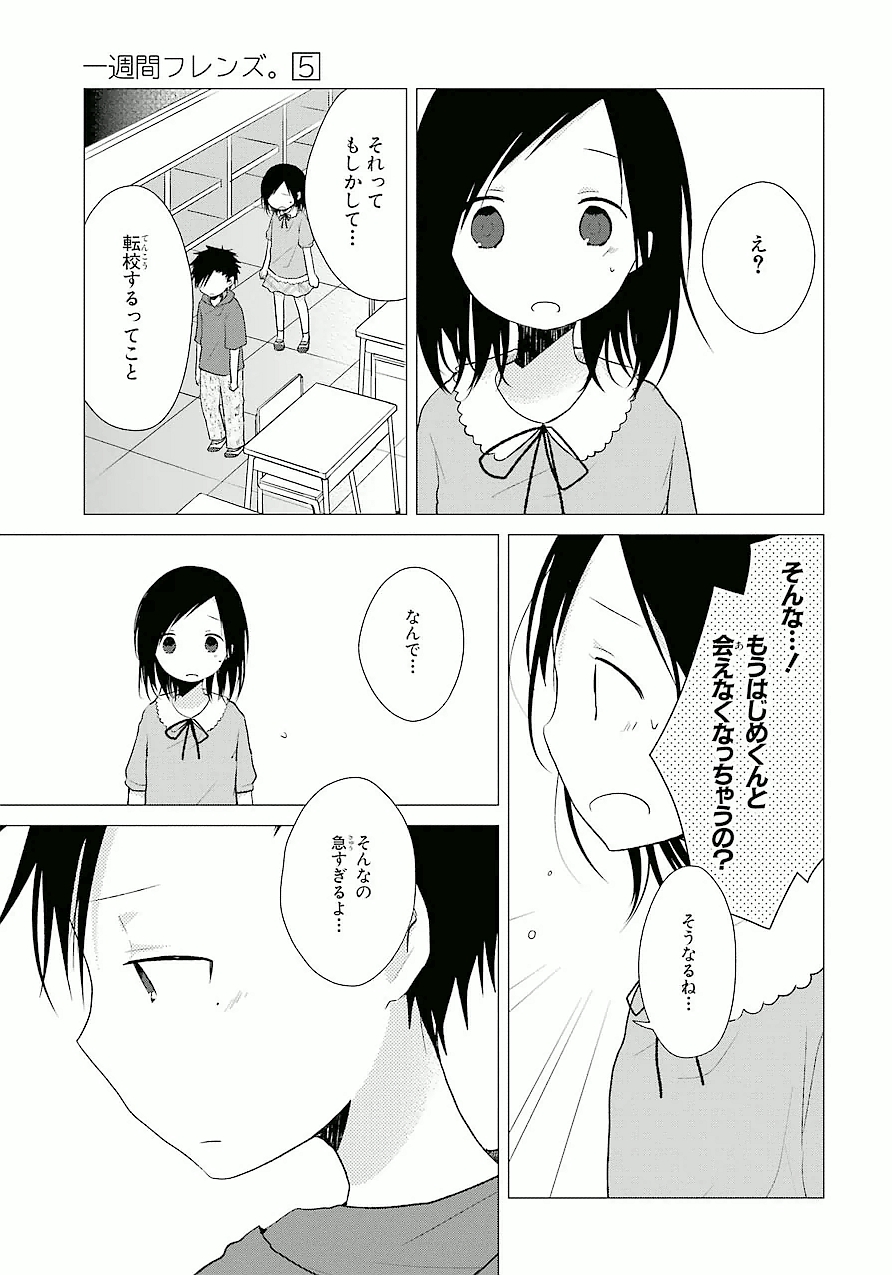 一週間フレンズ。5
え?
それって
もしかして…
転校するってこと
そんな…!
もうはじめくんと
会えなくなっちゃうの?
そうなるね…
なんで…
そんなの
急すぎるよ…